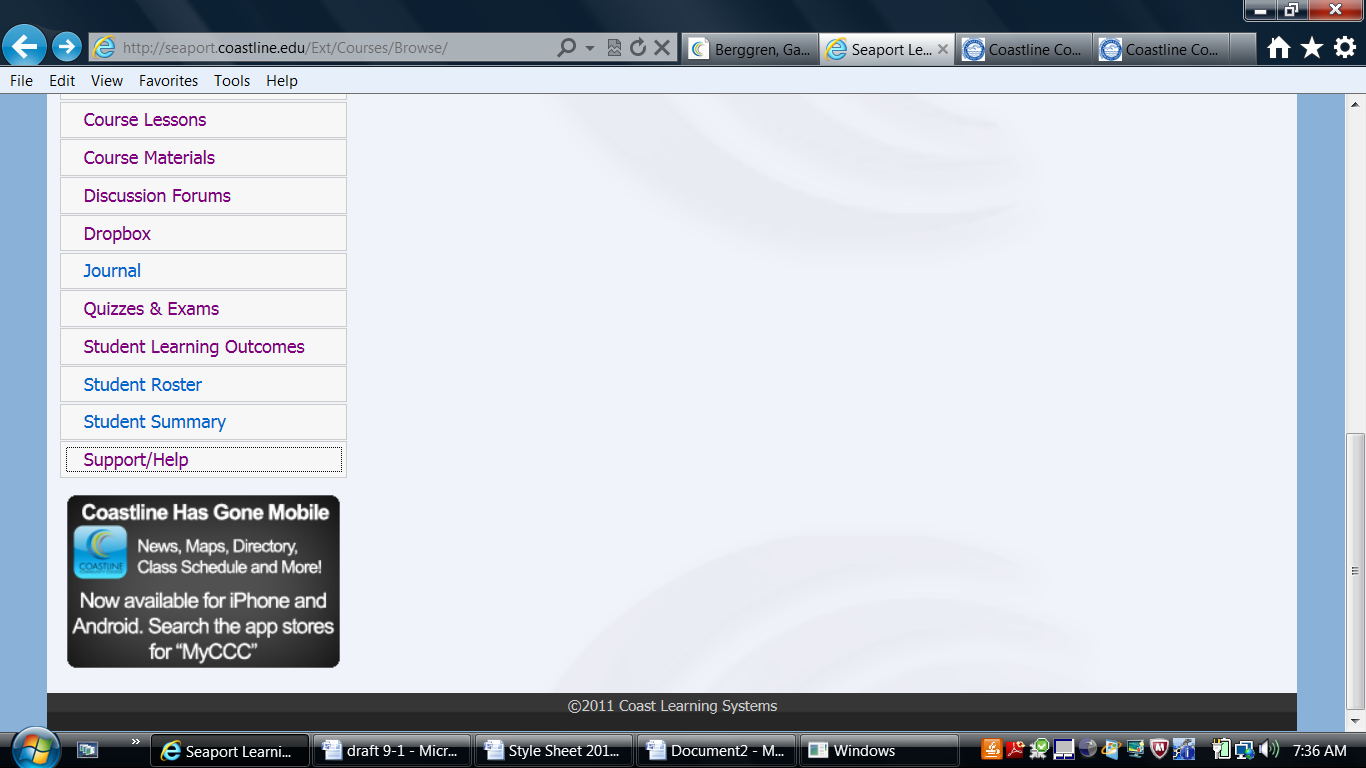 http://seaport.coastline.edu/Ext/Courses/Browse/
Berggren, Ga...
Seaport Le...
Coastline Co...
Coastline Co...
File Edit View Favorites Tools Help
Course Lessons
Course Materials
Discussion Forums
Dropbox
Journal
Quizzes & Exams
Student Learning Outcomes
Student Roster
Student Summary
Support/Help
Coastline Has Gone Mobile
News, Maps, Directory,
Class Schedule and More!
COASTLINE
Now available for iPhone and
Android. Search the app stores
for “MyCCC”
©2011 Coast Learning Systems
» Seaport Learni... draft 9-1 - Micr... Style Sheet 201... Document2 - M... Windows 7:36 AM